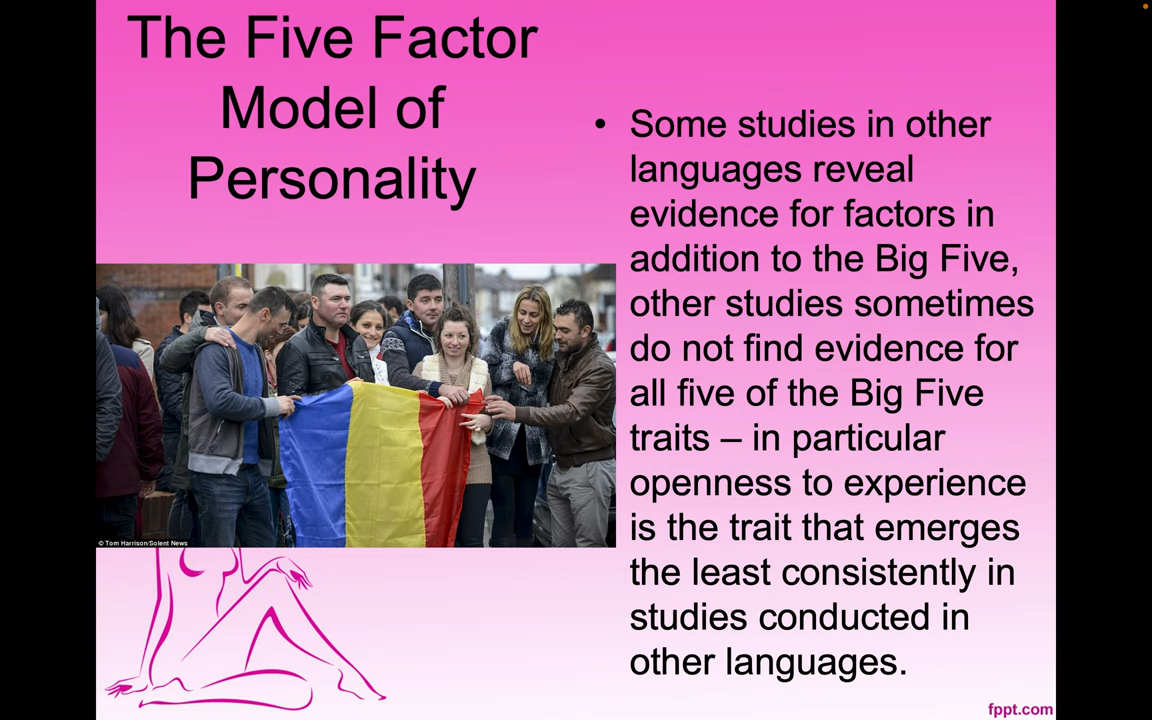 The Five Factor
Model of
Personality
• Some studies in other
languages reveal
evidence for factors in
addition to the Big Five,
other studies sometimes
do not find evidence for
all five of the Big Five
traits – in particular
openness to experience
is the trait that emerges
the least consistently in
studies conducted in
other languages.
© Tom Harrison/Solent News
fppt.com